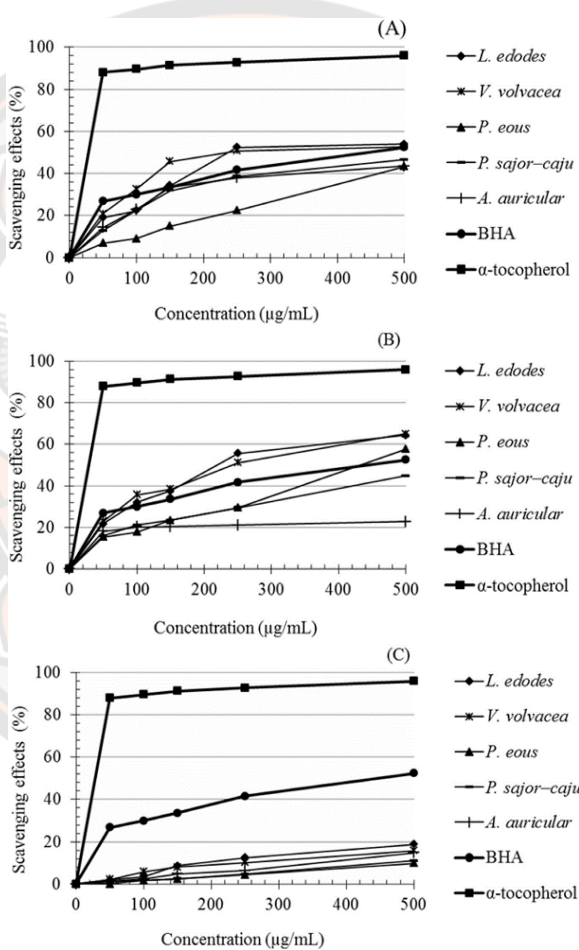 (A)
100
80
60
40
20
0
Scavenging effects (%)
0 100 200 300 400 500
Concentration (µg/mL)
L. edodes
V. volvacea
P. eous
P. sajor–caju
A. auricular
BHA
α-tocopherol
(B)
100
80
60
40
20
0
Scavenging effects (%)
0 100 200 300 400 500
Concentration (µg/mL)
L. edodes
V. volvacea
P. eous
P. sajor–caju
A. auricular
BHA
α-tocopherol
(C)
100
80
60
40
20
0
Scavenging effects (%)
0 100 200 300 400 500
Concentration (µg/mL)
L. edodes
V. volvacea
P. eous
P. sajor–caju
A. auricular
BHA
α-tocopherol